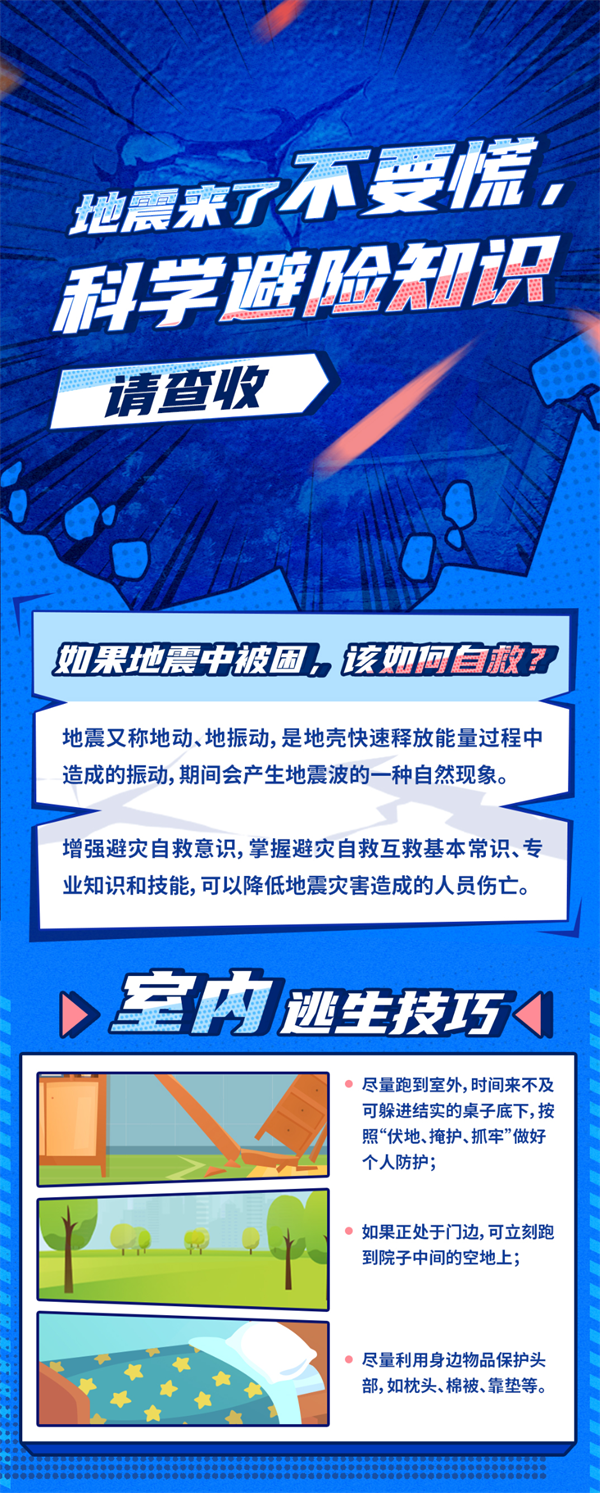 地震来了不要慌，
科学避险知识
请查收
如果地震中被困，该如何自救？
地震又称地动、地振动，是地壳快速释放能量过程中
造成的振动，期间会产生地震波的一种自然现象。
增强避灾自救意识，掌握避灾自救互救基本常识、专
业知识和技能，可以降低地震灾害造成的人员伤亡。
室内逃生技巧
尽量跑到室外，时间来不及
可躲进结实的桌子底下，按
照“伏地、掩护、抓牢”做好
个人防护；
如果正处于门边，可立刻跑
到院子中间的空地上；
尽量利用身边物品保护头
部，如枕头、棉被、靠垫等。